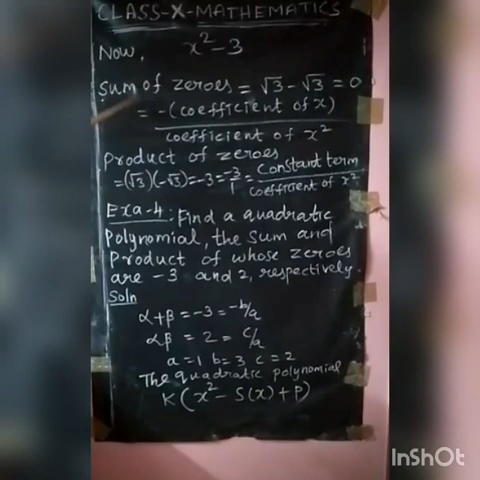 CLASS-X-MATHEMATICS
Now, x² - 3
Sum of zeroes = √3 - √3 = 0
= -(coefficient of x)
coefficient of x²
Product of zeroes
= (√3)(-√3) = -3 = -3/1 = Constant term / Coefficient of x²
Exa-4: Find a quadratic
Polynomial, the Sum and
Product of whose zeroes
are -3 and 2, respectively.
Soln
α+β = -3 = -b/a
αβ = 2 = c/a
a=1 b=3 c=2
The quadratic polynomial
K(x² - S(x) + P)
InShOt